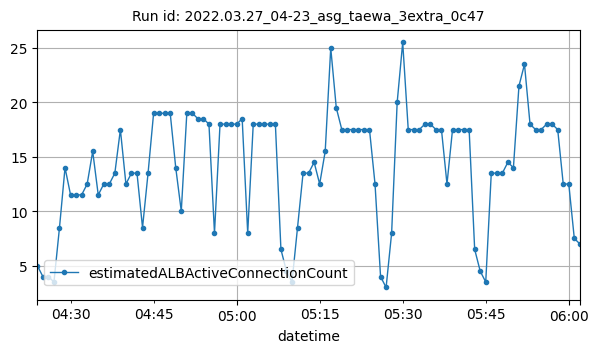 Run id: 2022.03.27_04-23_asg_taewa_3extra_0c47
25
20
15
10
5
estimatedALBActiveConnectionCount
04:30 04:45 05:00 05:15 05:30 05:45 06:00
datetime